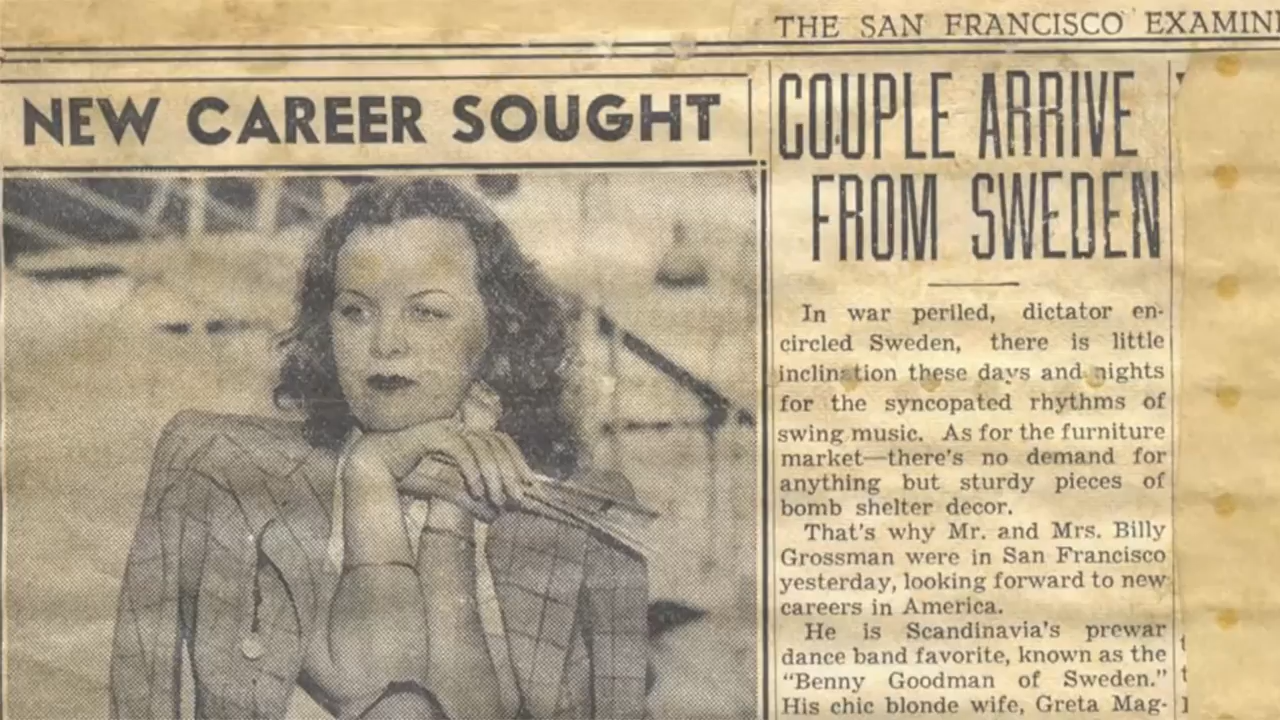 THE SAN FRANCISCO EXAMIN
NEW CAREER SOUGHT
COUPLE ARRIVE
FROM SWEDEN
In war periled, dictator en-
circled Sweden, there is little
inclination these days and nights
for the syncopated rhythms of
swing music. As for the furniture
market—there's no demand for
anything but sturdy pieces of
bomb shelter decor.
That's why Mr. and Mrs. Billy
Grossman were in San Francisco
yesterday, looking forward to new
careers in America.
He is Scandinavia's prewar
dance band favorite, known as the
"Benny Goodman of Sweden."
His chic blonde wife, Greta Mag-